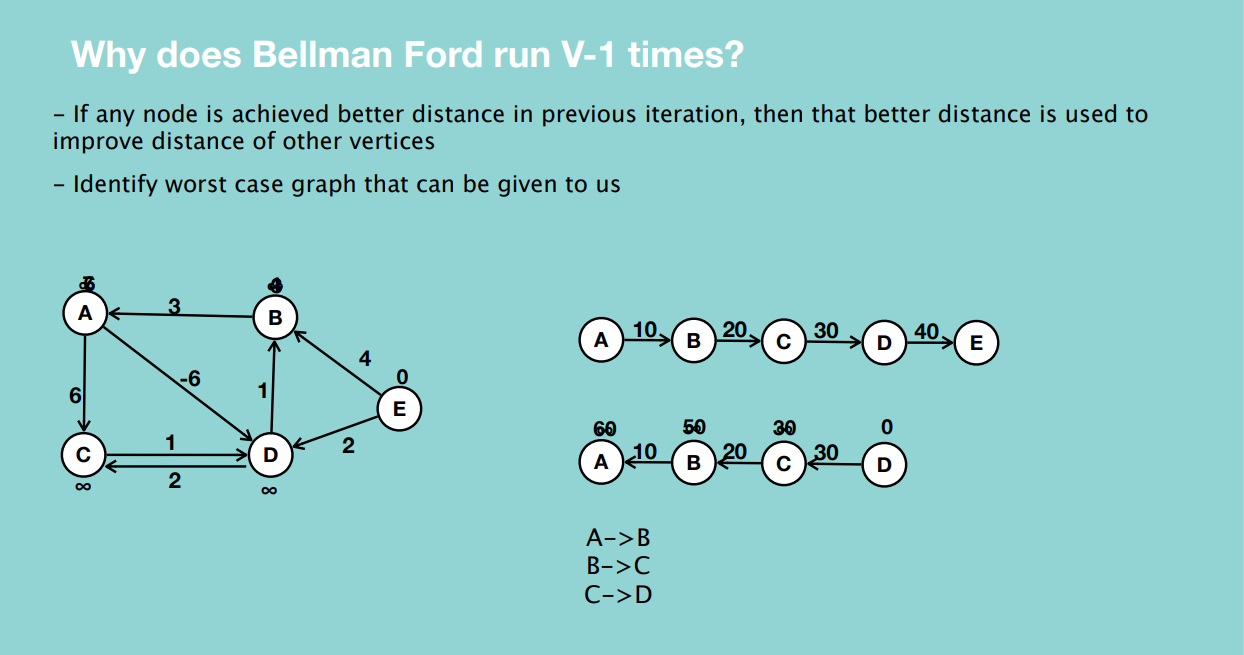 Why does Bellman Ford run V-1 times?
– If any node is achieved better distance in previous iteration, then that better distance is used to
improve distance of other vertices
– Identify worst case graph that can be given to us
A
3
B
6
-6
1
4
0
E
C
1
2
D
2
∞
∞
A 10 B 20 C 30 D 40 E
60 50 30 0
A 10 B 20 C 30 D
A->B
B->C
C->D